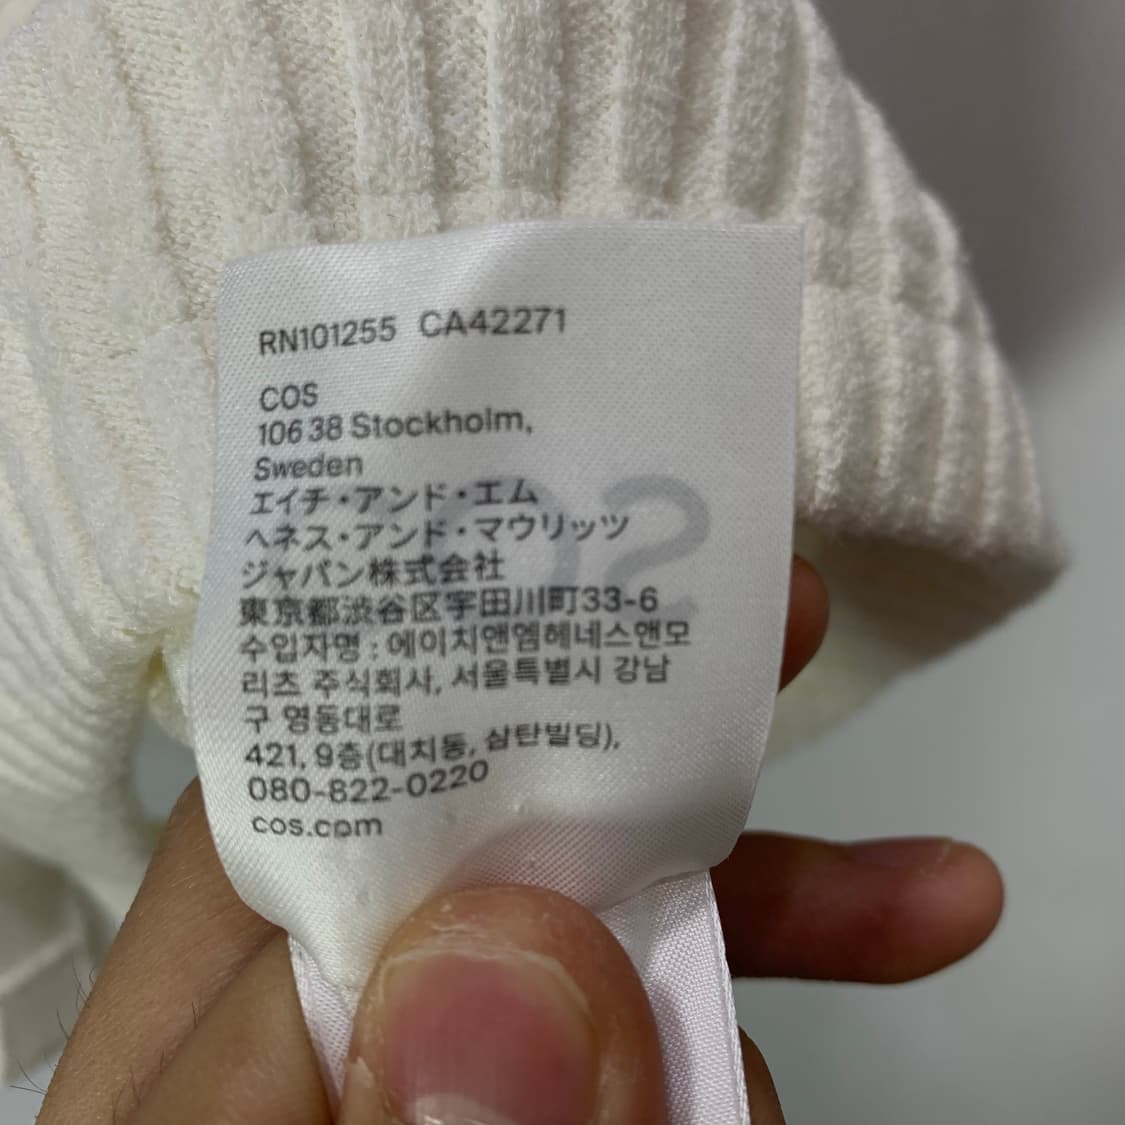 RN101255 CA42271
COS
106 38 Stockholm,
Sweden
エイチ・アンド・エム
ヘネス・アンド・マウリッツ
ジャパン株式会社
東京都渋谷区宇田川町33-6
수입자명 : 에이치앤엠헤네스앤모
리츠 주식회사, 서울특별시 강남
구 영동대로
421, 9층(대치동, 삼탄빌딩),
080-822-0220
cos.com